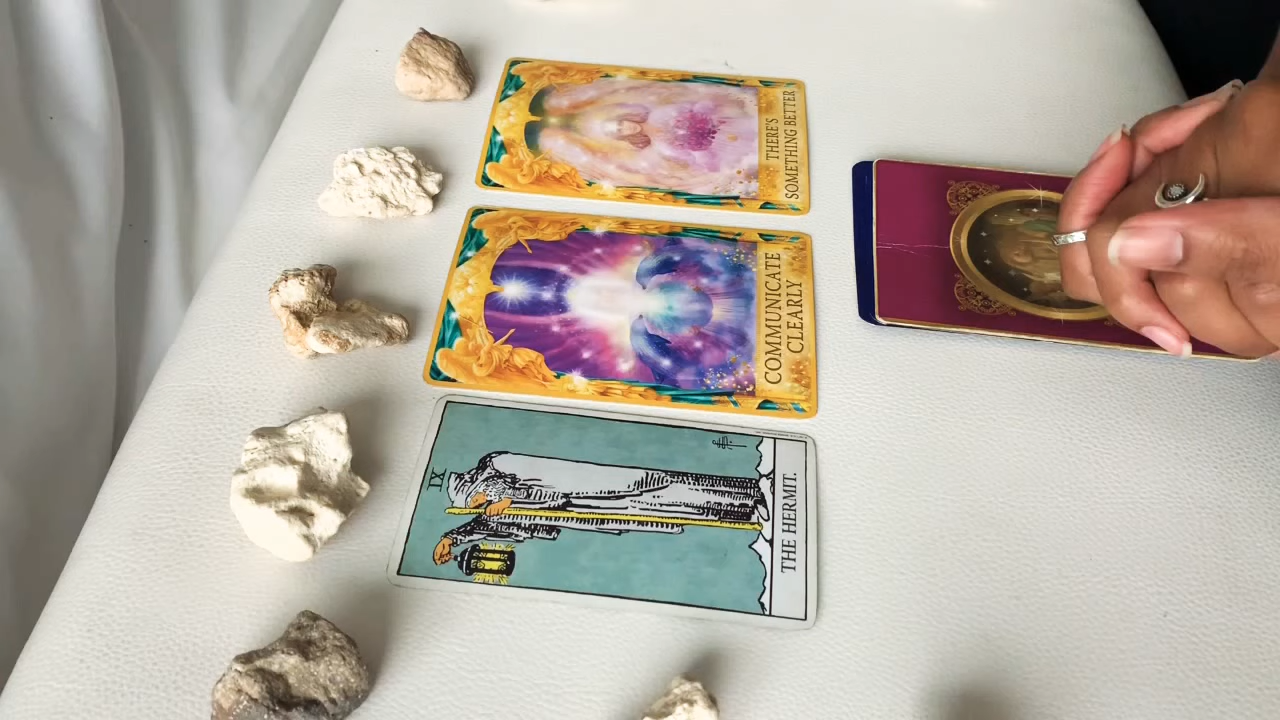 THERE'S
SOMETHING BETTER
COMMUNICATE
CLEARLY
IX
THE HERMIT.